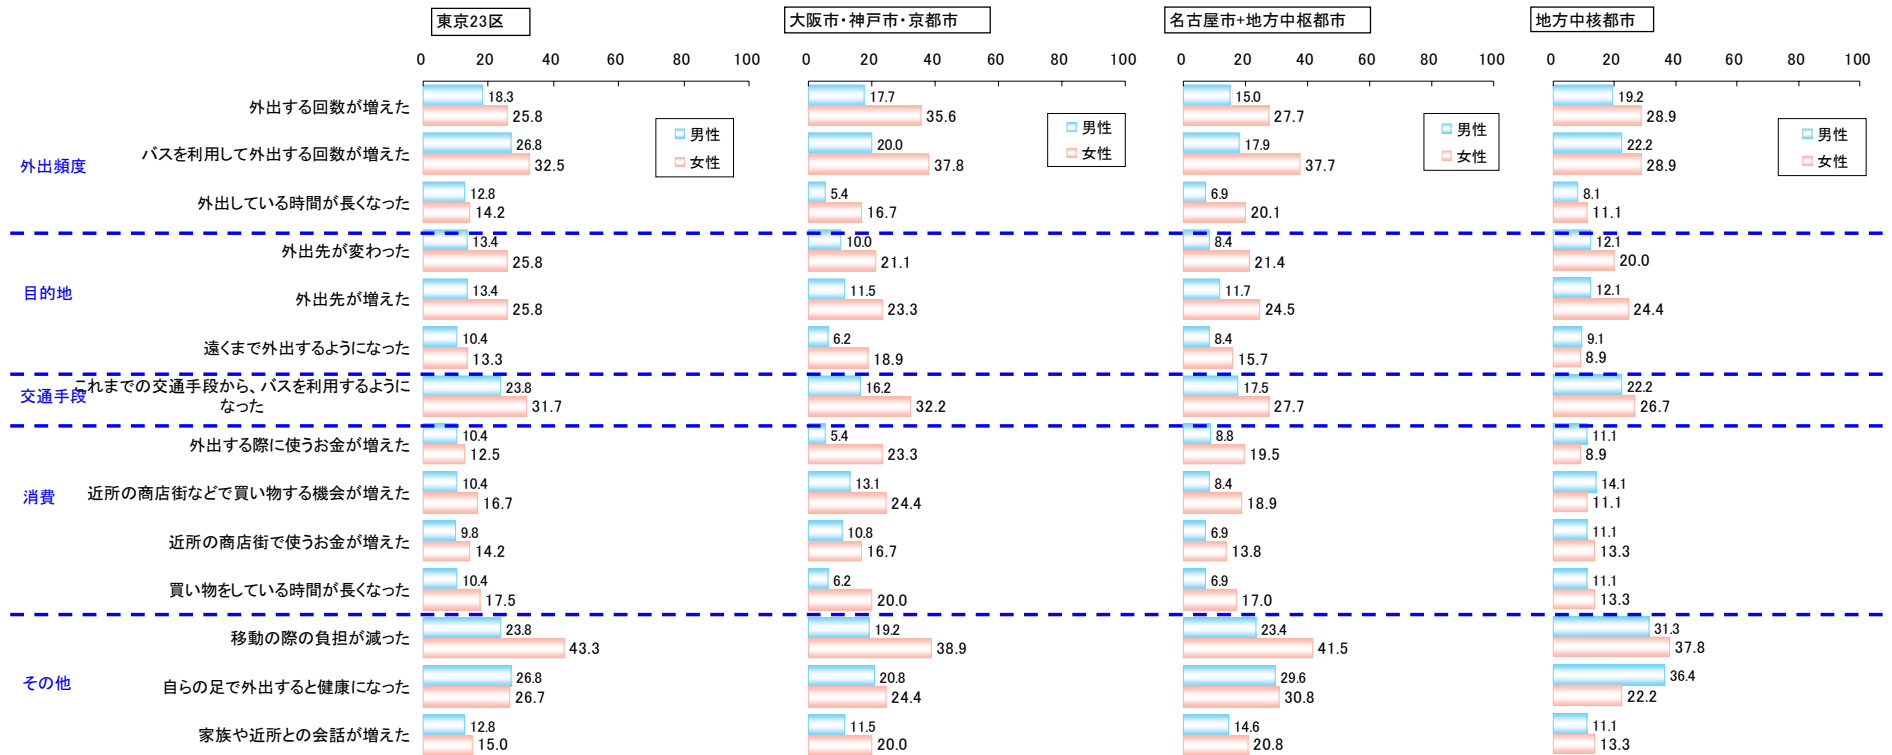 東京23区
大阪市・神戸市・京都市
名古屋市+地方中枢都市
地方中核都市
0 20 40 60 80 100
0 20 40 60 80 100
0 20 40 60 80 100
0 20 40 60 80 100
男性
女性
男性
女性
男性
女性
男性
女性
外出頻度
外出する回数が増えた
18.3 17.7 15.0 19.2
25.8 35.6 27.7 28.9
バスを利用して外出する回数が増えた
26.8 20.0 17.9 22.2
32.5 37.8 37.7 28.9
外出している時間が長くなった
12.8 5.4 6.9 8.1
14.2 16.7 20.1 11.1
目的地
外出先が変わった
13.4 10.0 8.4 12.1
25.8 21.1 21.4 20.0
外出先が増えた
13.4 11.5 11.7 12.1
25.8 23.3 24.5 24.4
遠くまで外出するようになった
10.4 6.2 8.4 9.1
13.3 18.9 15.7 8.9
交通手段
これまでの交通手段から、バスを利用するように
なった
23.8 16.2 17.5 22.2
31.7 32.2 27.7 26.7
消費
外出する際に使うお金が増えた
10.4 5.4 8.8 11.1
12.5 23.3 19.5 8.9
近所の商店街などで買い物する機会が増えた
10.4 13.1 8.4 14.1
16.7 24.4 18.9 11.1
近所の商店街で使うお金が増えた
9.8 10.8 6.9 11.1
14.2 16.7 13.8 13.3
買い物をしている時間が長くなった
10.4 6.2 6.9 11.1
17.5 20.0 17.0 13.3
その他
移動の際の負担が減った
23.8 19.2 23.4 31.3
43.3 38.9 41.5 37.8
自らの足で外出すると健康になった
26.8 20.8 29.6 36.4
26.7 24.4 30.8 22.2
家族や近所との会話が増えた
12.8 11.5 14.6 11.1
15.0 20.0 20.8 13.3